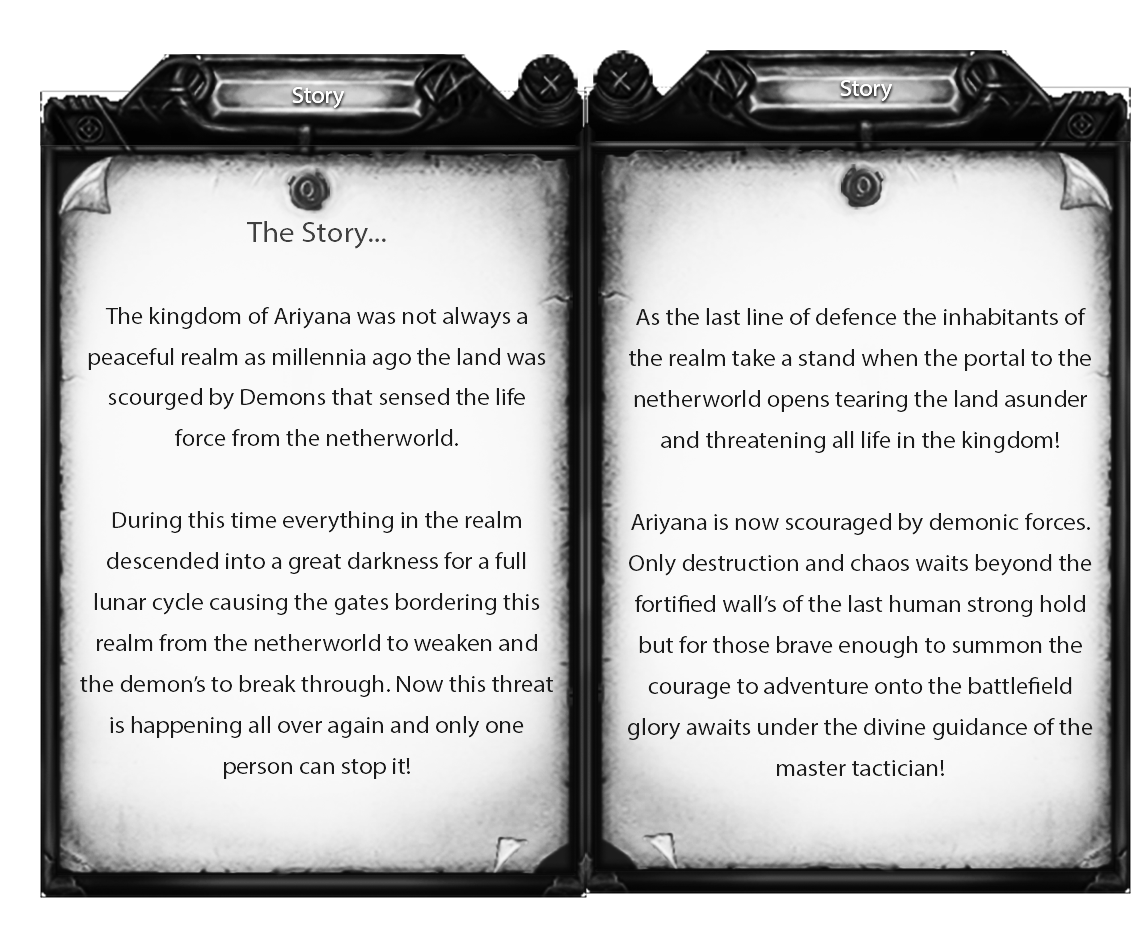 Story
Q
The Story...
The kingdom of Ariyana was not always a
peaceful realm as millennia ago the land was
scourged by Demons that sensed the life
force from the netherworld.
During this time everything in the realm
descended into a great darkness for a full
lunar cycle causing the gates bordering this
realm from the netherworld to weaken and
the demon's to break through. Now this threat
is happening all over again and only one
person can stop it!
Story
Q
As the last line of defence the inhabitants of
the realm take a stand when the portal to the
netherworld opens tearing the land asunder
and threatening all life in the kingdom!
Ariyana is now scouraged by demonic forces.
Only destruction and chaos waits beyond the
fortified wall's of the last human strong hold
but for those brave enough to summon the
courage to adventure onto the battlefield
glory awaits under the divine guidance of the
master tactician!